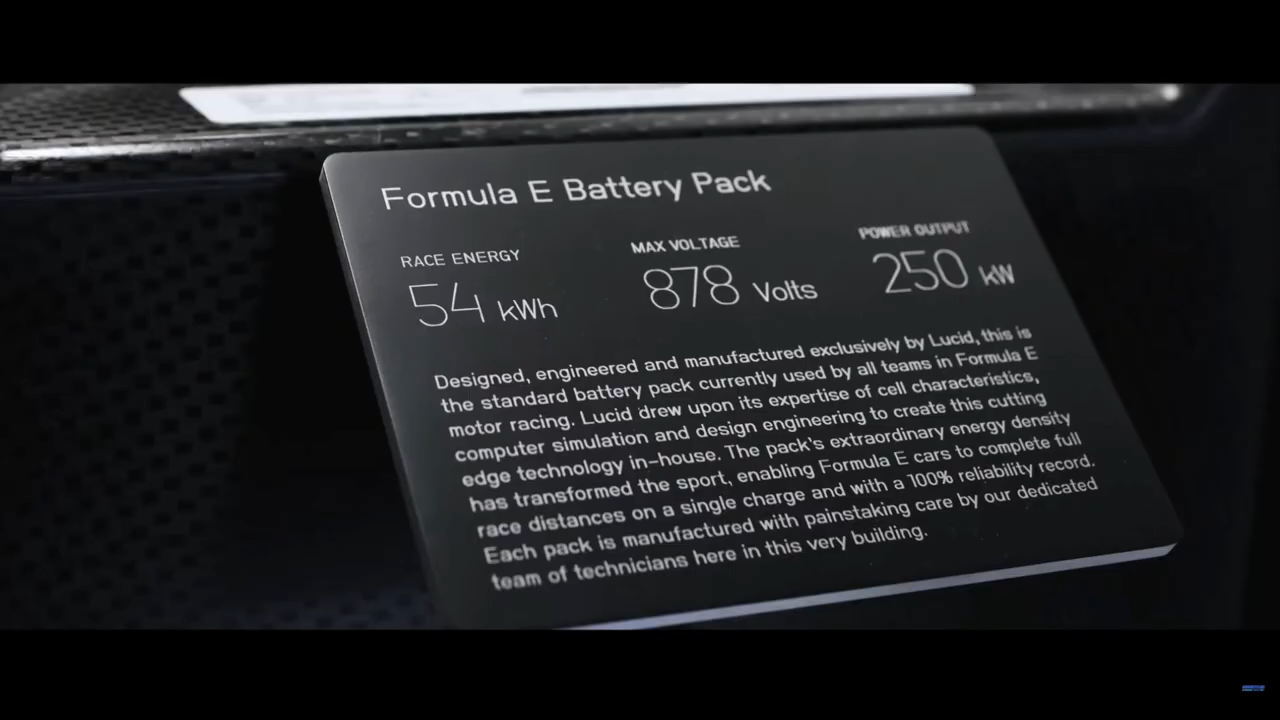 Formula E Battery Pack
RACE ENERGY
54 kWh
MAX VOLTAGE
878 Volts
POWER OUTPUT
250 kW
Designed, engineered and manufactured exclusively by Lucid, this is
the standard battery pack currently used by all teams in Formula E
motor racing. Lucid drew upon its expertise of cell characteristics,
computer simulation and design engineering to create this cutting
edge technology in-house. The pack's extraordinary energy density
has transformed the sport, enabling Formula E cars to complete full
race distances on a single charge and with a 100% reliability record.
Each pack is manufactured with painstaking care by our dedicated
team of technicians here in this very building.